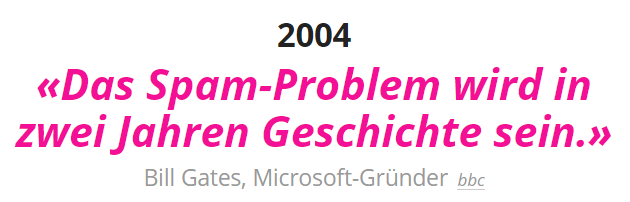 2004
«Das Spam-Problem wird in
zwei Jahren Geschichte sein.»
Bill Gates, Microsoft-Gründer bbc